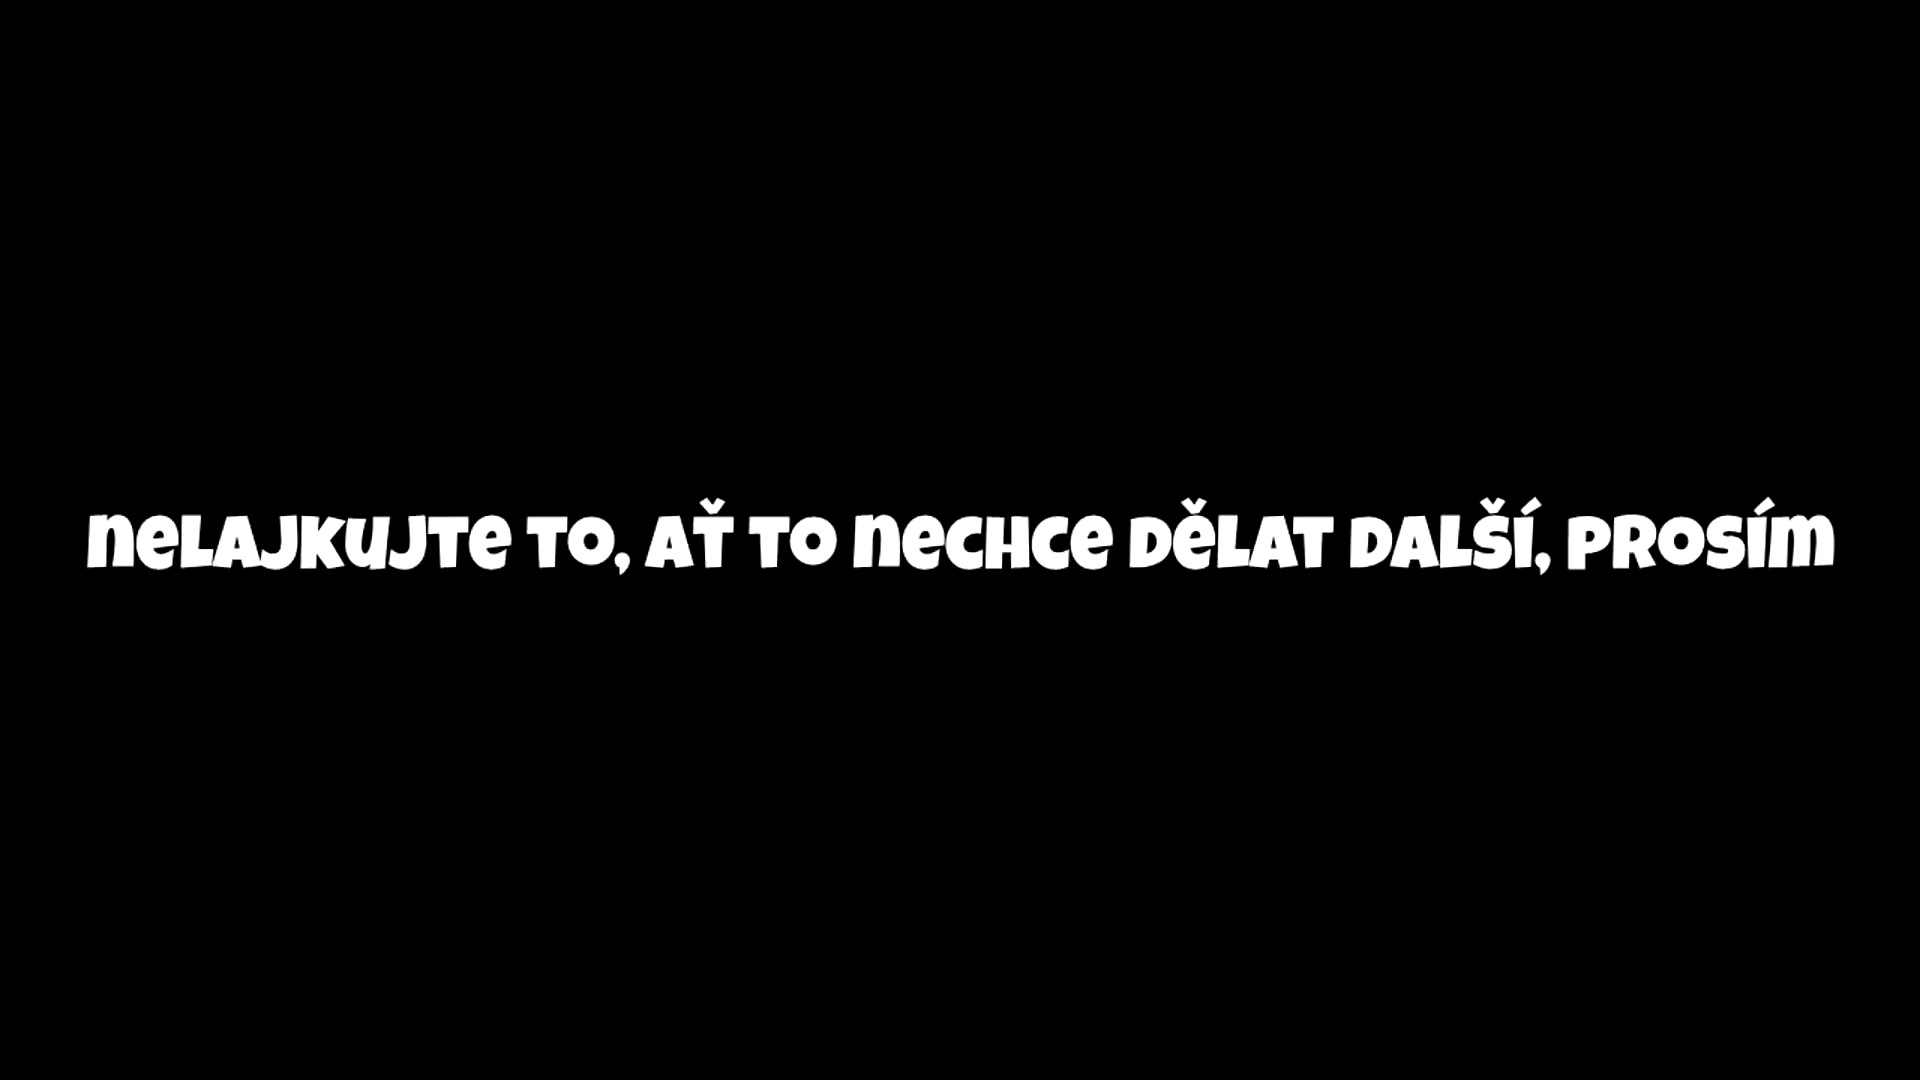 nelajkujte to, ať to nechce dělat další, prosím